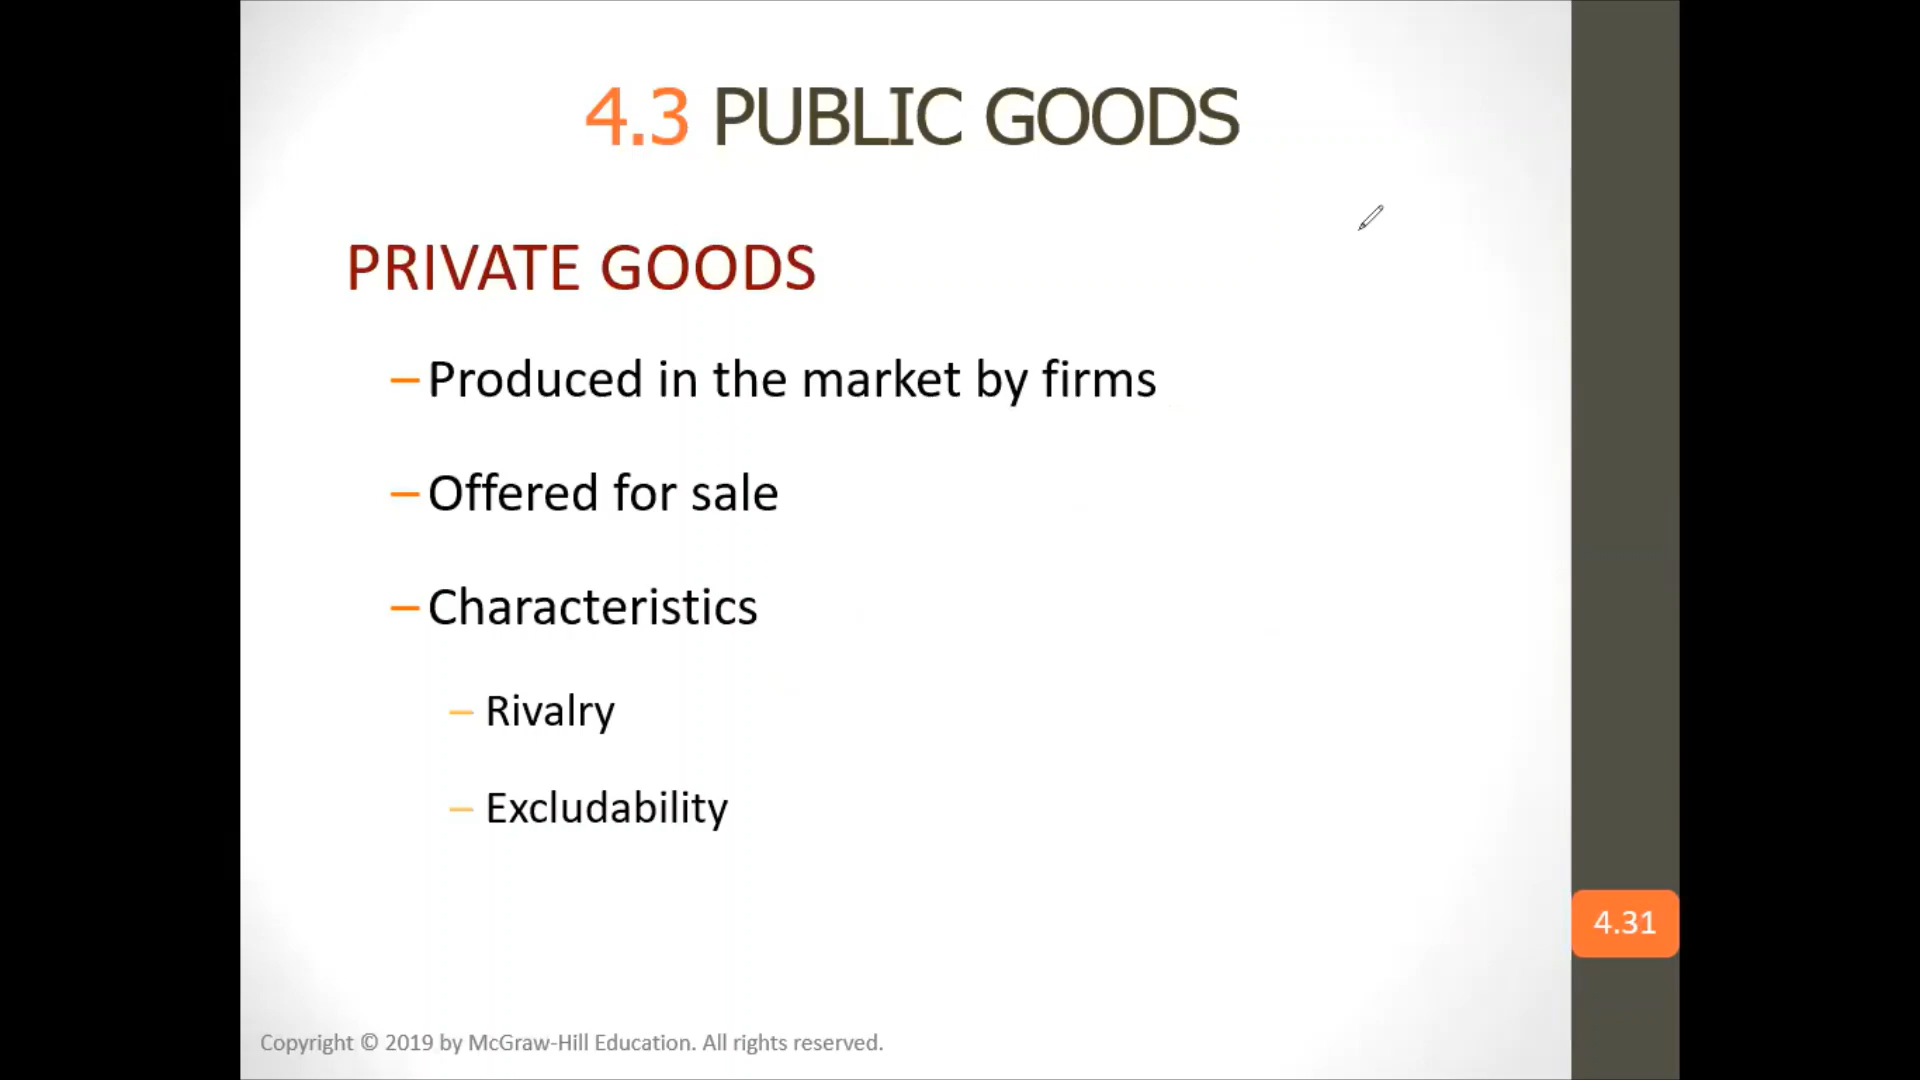 4.3 PUBLIC GOODS
PRIVATE GOODS
– Produced in the market by firms
– Offered for sale
– Characteristics
– Rivalry
– Excludability
4.31
Copyright © 2019 by McGraw-Hill Education. All rights reserved.